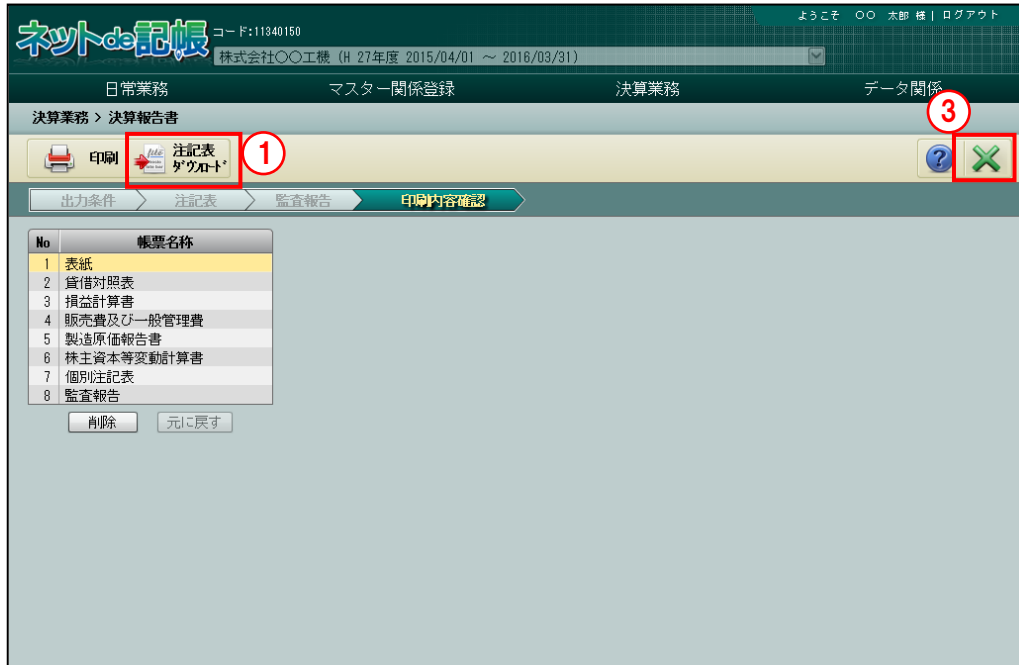 ようこそ 〇〇 太郎 様 | ログアウト
ネットde記帳 コード:11340150
株式会社〇〇工機 (H 27年度 2015/04/01 ～ 2016/03/31)
日常業務 マスター関係登録 決算業務 データ関係
決算業務 > 決算報告書
③
印刷 注記表 ①
ダウンロード
出力条件 注記表 監査報告 印刷内容確認
No 帳票名称
1 表紙
2 貸借対照表
3 損益計算書
4 販売費及び一般管理費
5 製造原価報告書
6 株主資本等変動計算書
7 個別注記表
8 監査報告
削除 元に戻す